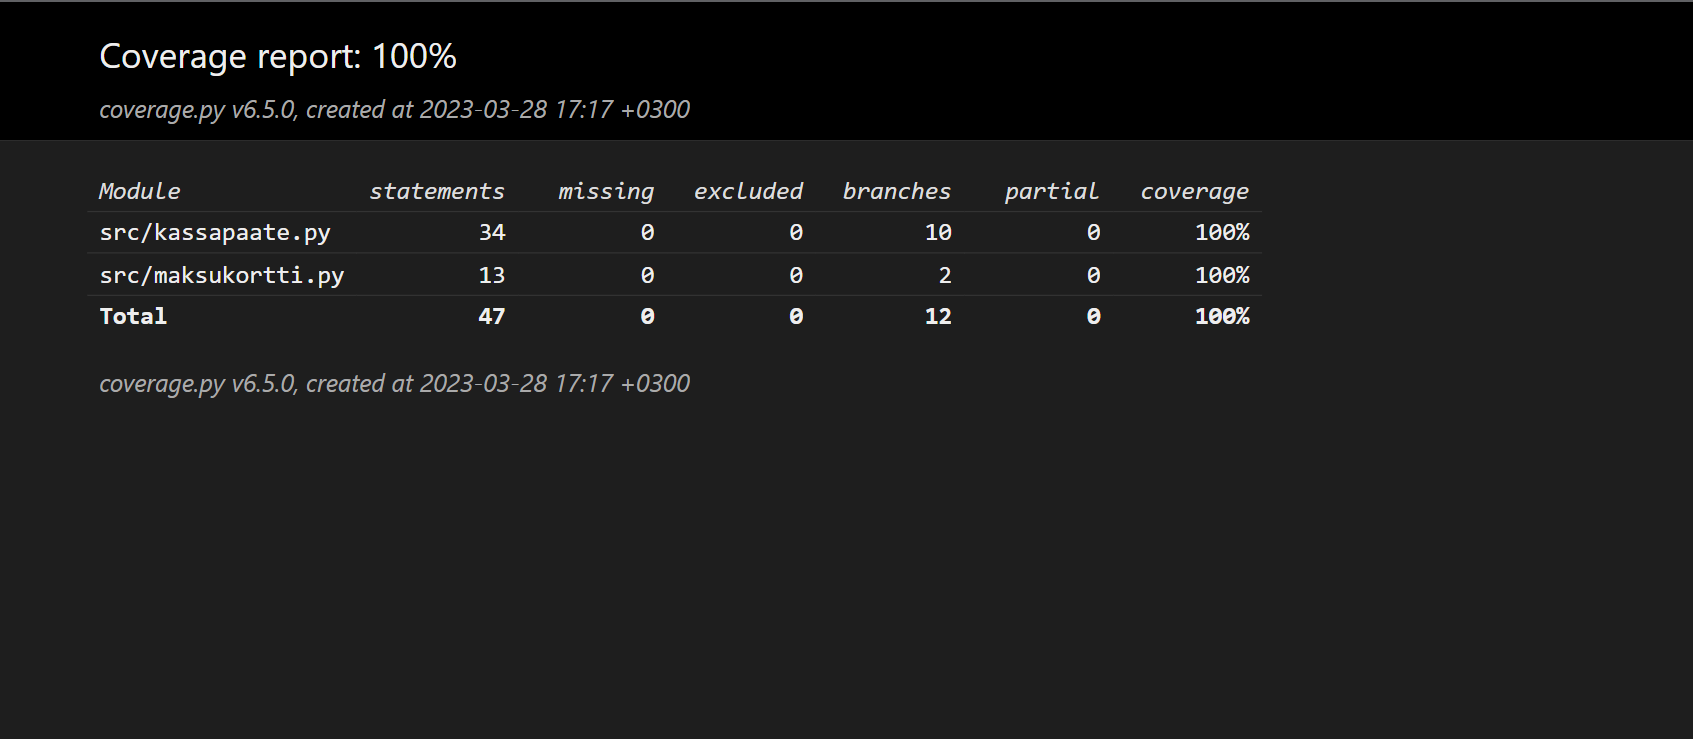 Coverage report: 100%
coverage.py v6.5.0, created at 2023-03-28 17:17 +0300
Module statements missing excluded branches partial coverage
src/kassapaate.py 34 0 0 10 0 100%
src/maksukortti.py 13 0 0 2 0 100%
Total 47 0 0 12 0 100%
coverage.py v6.5.0, created at 2023-03-28 17:17 +0300